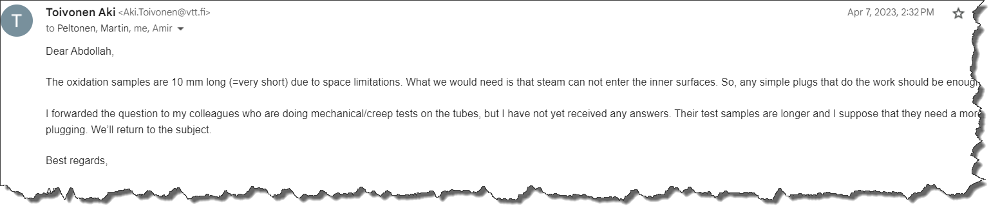 T
Toivonen Aki <Aki.Toivonen@vtt.fi>
Apr 7, 2023, 2:32 PM
to Peltonen, Martin, me, Amir
Dear Abdollah,
The oxidation samples are 10 mm long (=very short) due to space limitations. What we would need is that steam can not enter the inner surfaces. So, any simple plugs that do the work should be
I forwarded the question to my colleagues who are doing mechanical/creep tests on the tubes, but I have not yet received any answers. Their test samples are longer and I suppose that they need a more
plugging. We'll return to the subject.
Best regards,